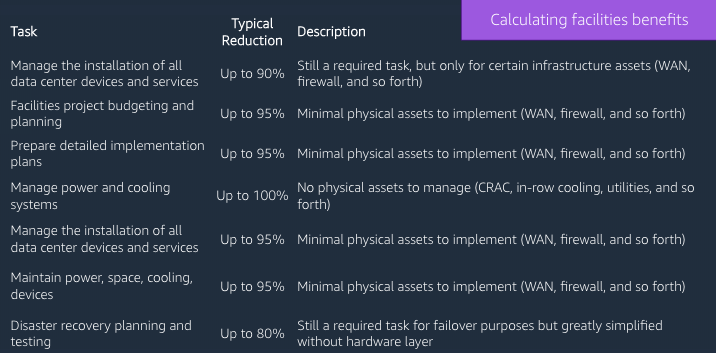 Calculating facilities benefits
Task
Typical
Reduction
Description
Manage the installation of all
data center devices and services
Up to 90%
Still a required task, but only for certain infrastructure assets (WAN,
firewall, and so forth)
Facilities project budgeting and
planning
Up to 95%
Minimal physical assets to implement (WAN, firewall, and so forth)
Prepare detailed implementation
plans
Up to 95%
Minimal physical assets to implement (WAN, firewall, and so forth)
Manage power and cooling
systems
Up to 100%
No physical assets to manage (CRAC, in-row cooling, utilities, and so
forth)
Manage the installation of all
data center devices and services
Up to 95%
Minimal physical assets to implement (WAN, firewall, and so forth)
Maintain power, space, cooling,
devices
Up to 95%
Minimal physical assets to implement (WAN, firewall, and so forth)
Disaster recovery planning and
testing
Up to 80%
Still a required task for failover purposes but greatly simplified
without hardware layer